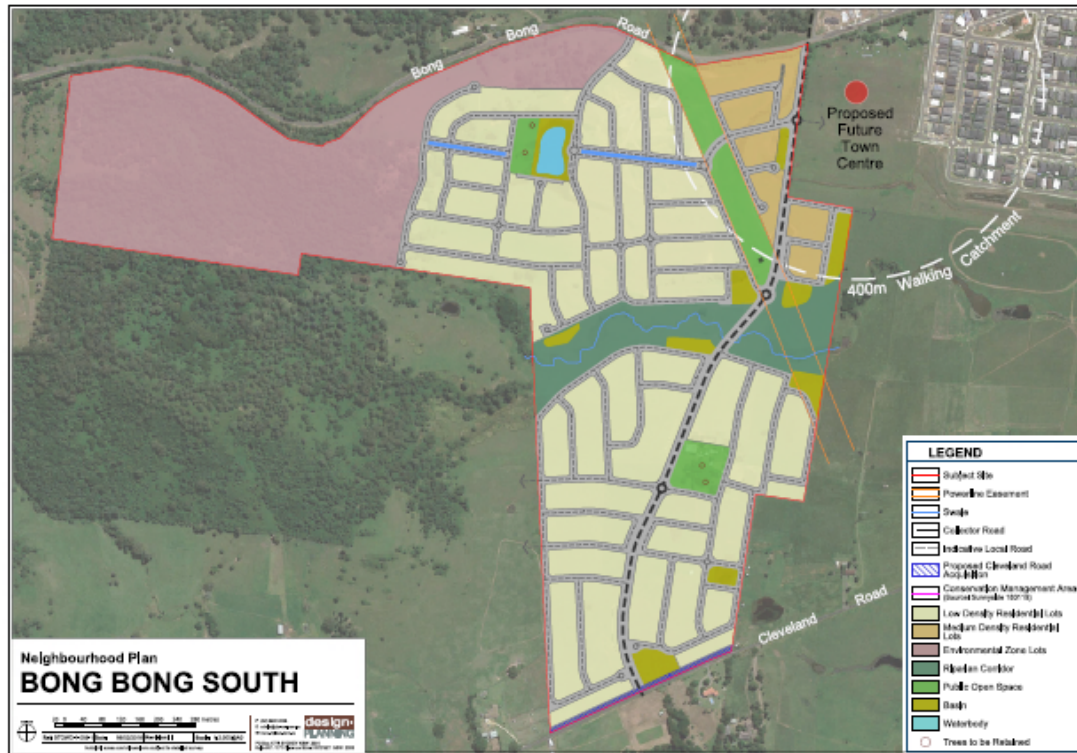 Bong Bong Road
Proposed
Future
Town
Centre
400m Walking Catchment
Cleveland Road
LEGEND
Subject Site
Powerline Easement
Swale
Collector Road
Indicative Local Road
Proposed Cleveland Road
Acquisition
Conservation Management Area
Low Density Residential Lots
Medium Density Residential
Lots
Environmental Zone Lots
Riparian Corridor
Public Open Space
Basin
Waterbody
Trees to be Retained
Neighbourhood Plan
BONG BONG SOUTH
design+
PLANNING